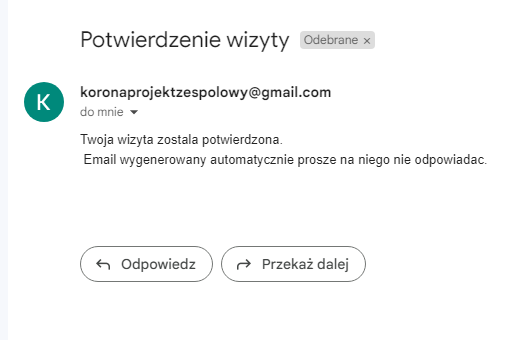 Potwierdzenie wizyty Odebrane ×
K
koronaprojektzespolowy@gmail.com
do mnie
Twoja wizyta zostala potwierdzona.
Email wygenerowany automatycznie prosze na niego nie odpowiadac.
Odpowiedz Przekaż dalej